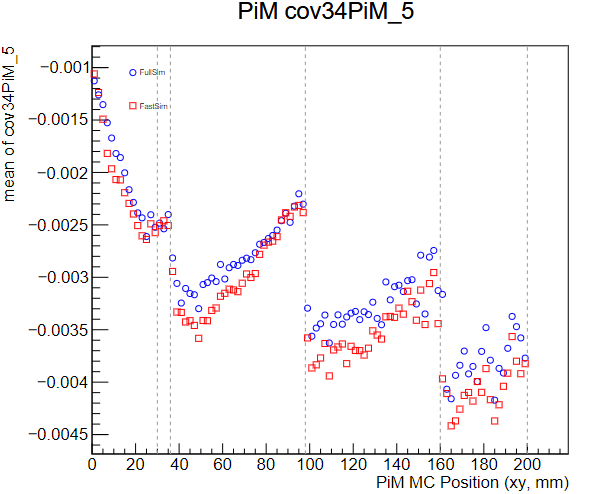 PiM cov34PiM_5
mean of cov34PiM_5
−0.001
−0.0015
−0.002
−0.0025
−0.003
−0.0035
−0.004
−0.0045
FullSim
FastSim
0 20 40 60 80 100 120 140 160 180 200
PiM MC Position (xy, mm)